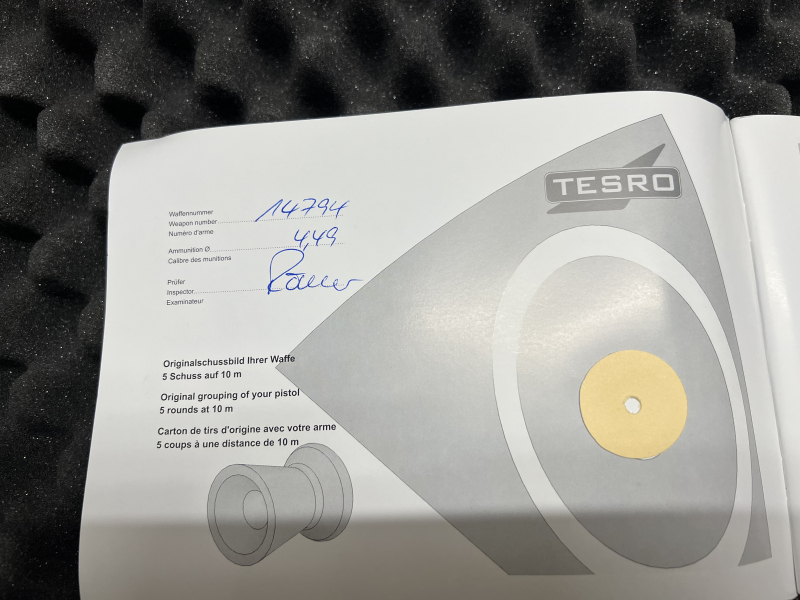 TESRO
Waffennummer
Weapon number 14794
Numéro d'arme
Ammunition Ø 4,49
Calibre des munitions
Prüfer
Inspector
Examinateur
Originalschussbild Ihrer Waffe
5 Schuss auf 10 m
Original grouping of your pistol
5 rounds at 10 m
Carton de tirs d'origine avec votre arme
5 coups à une distance de 10 m